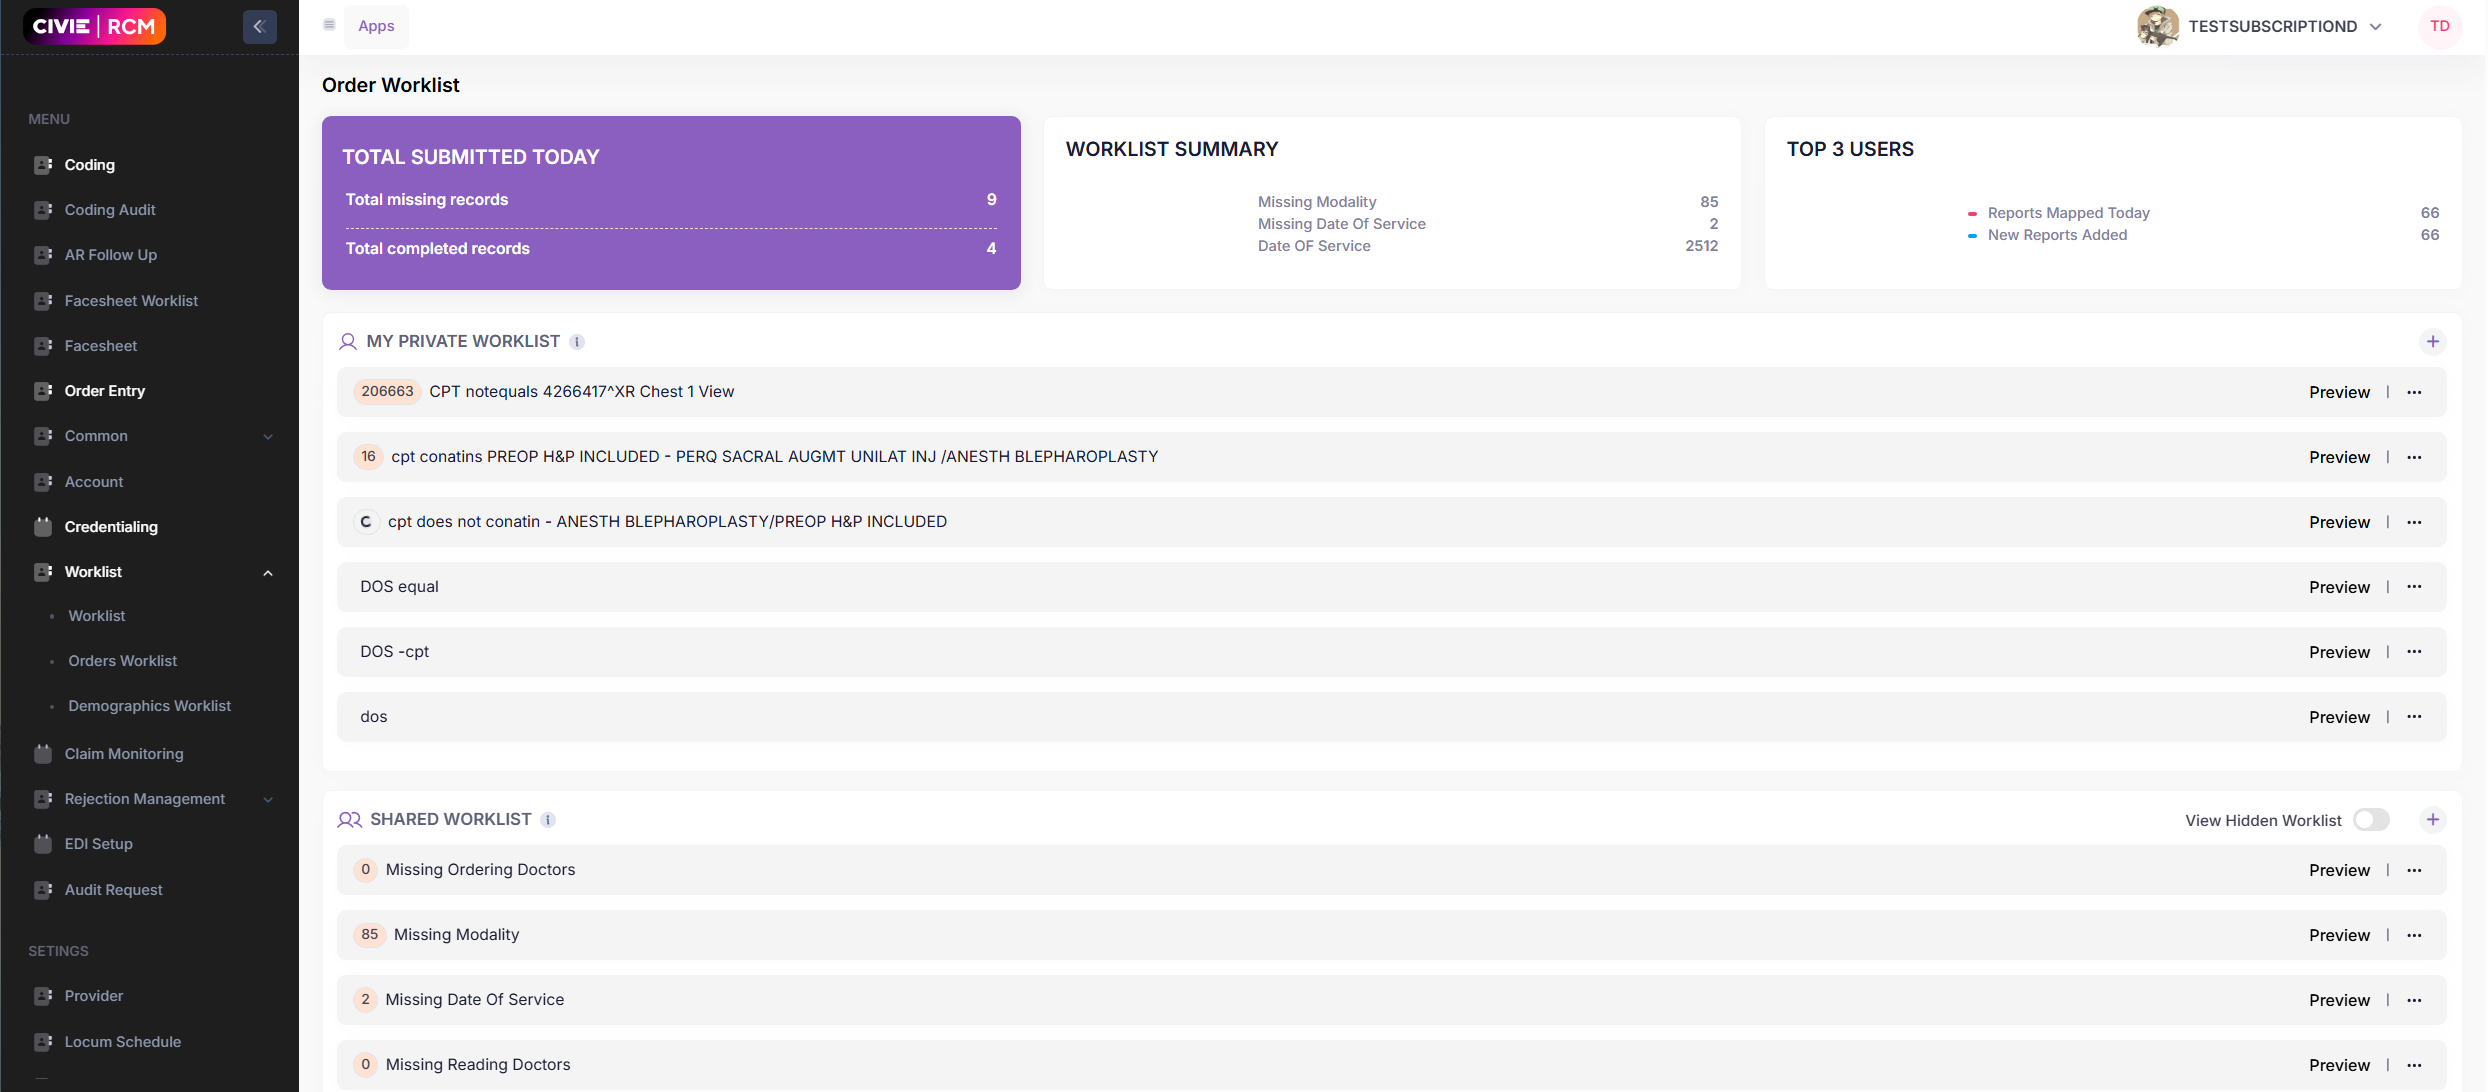 CIVIE | RCM
Apps
TESTSUBSCRIPTIOND
TD
MENU
Coding
Coding Audit
AR Follow Up
Facesheet Worklist
Facesheet
Order Entry
Common
Account
Credentialing
Worklist
Worklist
Orders Worklist
Demographics Worklist
Claim Monitoring
Rejection Management
EDI Setup
Audit Request
SETINGS
Provider
Locum Schedule
Order Worklist
TOTAL SUBMITTED TODAY
Total missing records 9
Total completed records 4
WORKLIST SUMMARY
Missing Modality 85
Missing Date Of Service 2
Date OF Service 2512
TOP 3 USERS
Reports Mapped Today 66
New Reports Added 66
MY PRIVATE WORKLIST i
206663 CPT notequals 4266417^XR Chest 1 View Preview | ...
16 cpt conatins PREOP H&P INCLUDED - PERQ SACRAL AUGMT UNILAT INJ /ANESTH BLEPHAROPLASTY Preview | ...
C cpt does not conatin - ANESTH BLEPHAROPLASTY/PREOP H&P INCLUDED Preview | ...
DOS equal Preview | ...
DOS -cpt Preview | ...
dos Preview | ...
SHARED WORKLIST i View Hidden Worklist
0 Missing Ordering Doctors Preview | ...
85 Missing Modality Preview | ...
2 Missing Date Of Service Preview | ...
0 Missing Reading Doctors Preview | ...